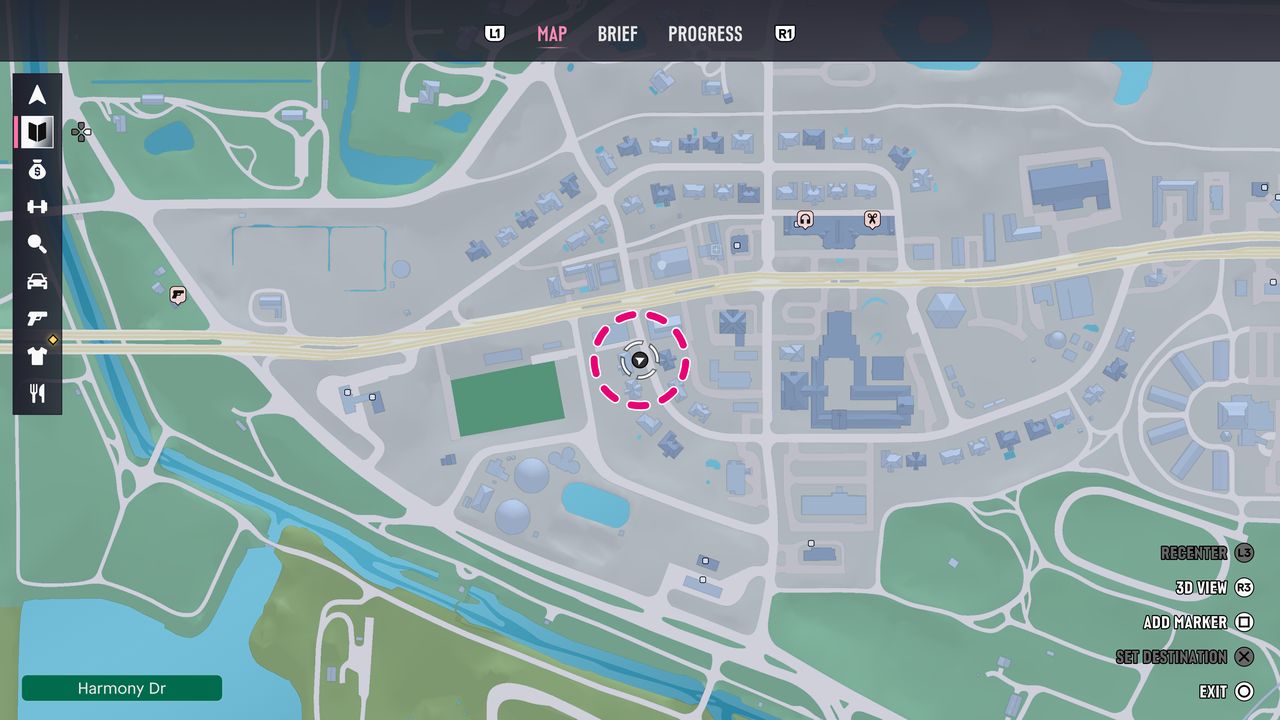 L1 MAP BRIEF PROGRESS R1
RECENTER L3
3D VIEW R3
ADD MARKER
SET DESTINATION
EXIT
Harmony Dr